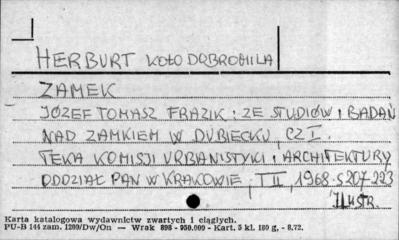 HERBURT KOŁO DOBROMILA
ZAMEK
JÓZEF TOMASZ FRAZIK: ZE STUDIÓW I BADAŃ
NAD ZAMKIEM W DUBIECKU, CZ I.
TEKA KOMISJI URBANISTYKI I ARCHITEKTURY
ODDZIAŁ PAN W KRAKOWIE, T II, 1968 S 207-223
ILUSTR.
Karta katalogowa wydawnictw zwartych i ciągłych.
PU-B 144 zam. 1200/Dw/On — Wrak 898 - 950.000 - Kart. 5 kl. 180 g, - 8.72.